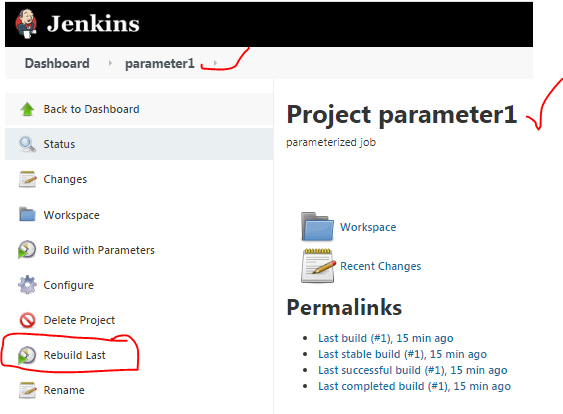 Jenkins
Dashboard parameter1
Back to Dashboard
Status
Changes
Workspace
Build with Parameters
Configure
Delete Project
Rebuild Last
Rename
Project parameter1
parameterized job
Workspace
Recent Changes
Permalinks
Last build (#1), 15 min ago
Last stable build (#1), 15 min ago
Last successful build (#1), 15 min ago
Last completed build (#1), 15 min ago